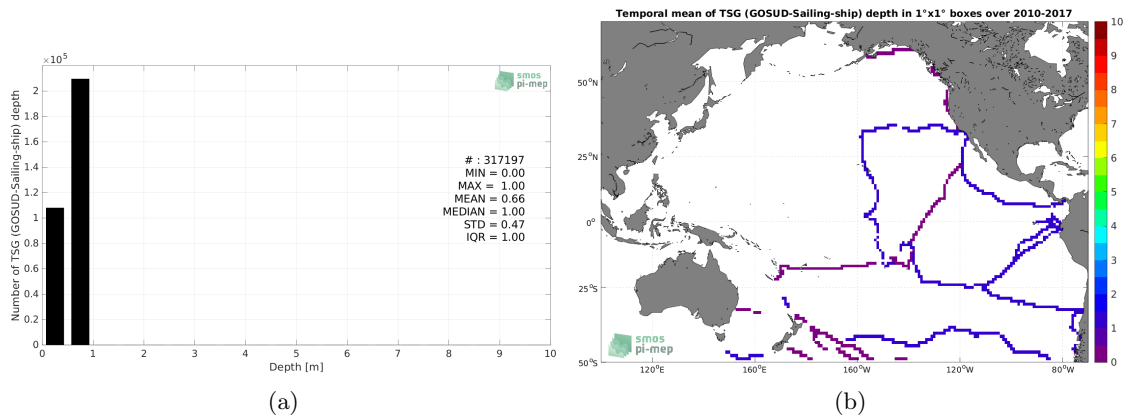 ×10⁵
2
1.8
1.6
1.4
1.2
1
0.8
0.6
0.4
0.2
0
Number of TSG (GOSUD-Sailing-ship) depth
smos
pi-mep
# : 317197
MIN = 0.00
MAX = 1.00
MEAN = 0.66
MEDIAN = 1.00
STD = 0.47
IQR = 1.00
0 1 2 3 4 5 6 7 8 9 10
Depth [m]
(a)
Temporal mean of TSG (GOSUD-Sailing-ship) depth in 1°x1° boxes over 2010-2017
50°N
25°N
0°
25°S
50°S
120°E 160°E 160°W 120°W 80°W
smos
pi-mep
10
9
8
7
6
5
4
3
2
1
0
(b)